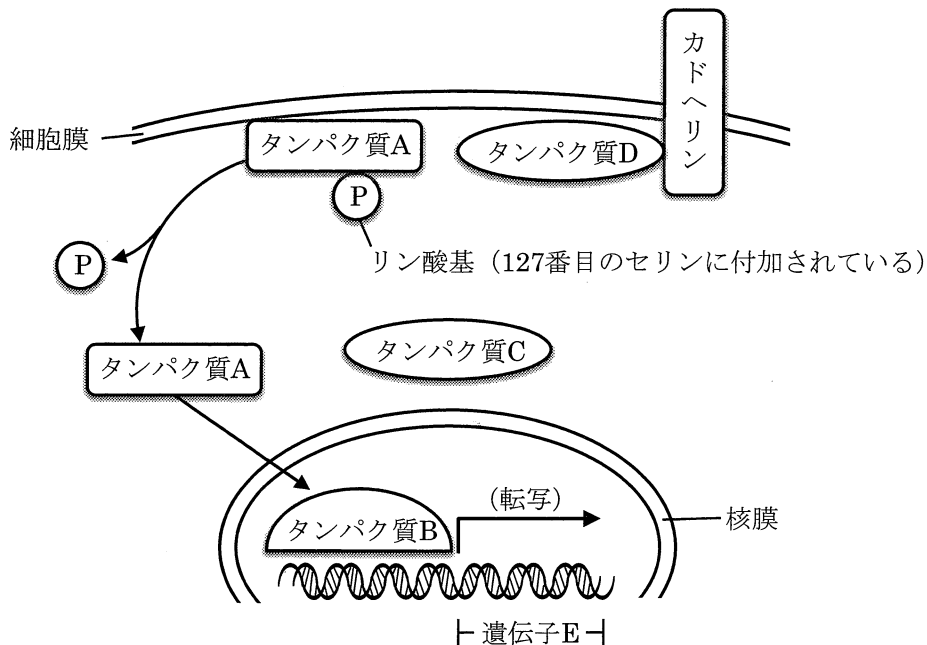 カドヘリン
細胞膜
タンパク質A
タンパク質D
P
リン酸基（127番目のセリンに付加されている）
P
タンパク質A
タンパク質C
（転写）
タンパク質B
核膜
遺伝子E